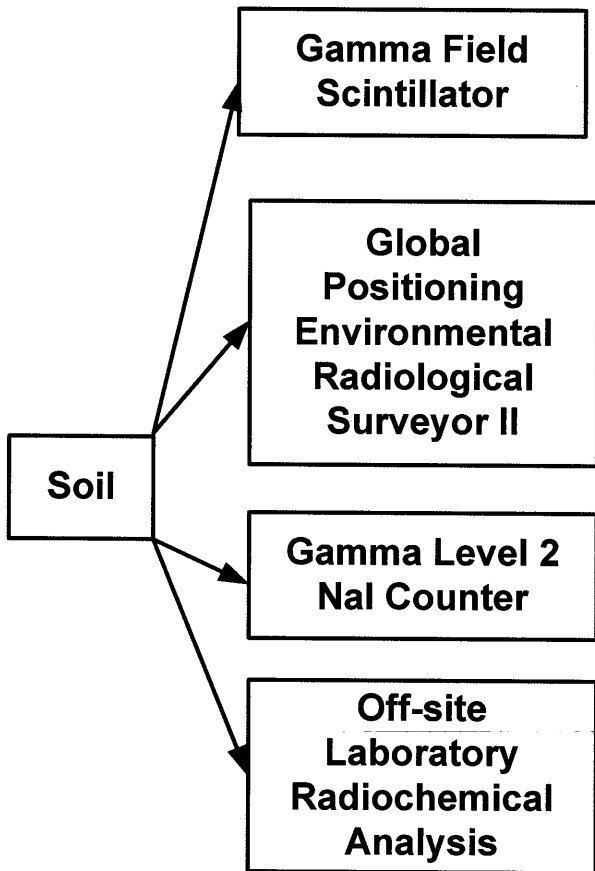 Gamma Field
Scintillator
Global
Positioning
Environmental
Radiological
Surveyor II
Soil
Gamma Level 2
NaI Counter
Off-site
Laboratory
Radiochemical
Analysis